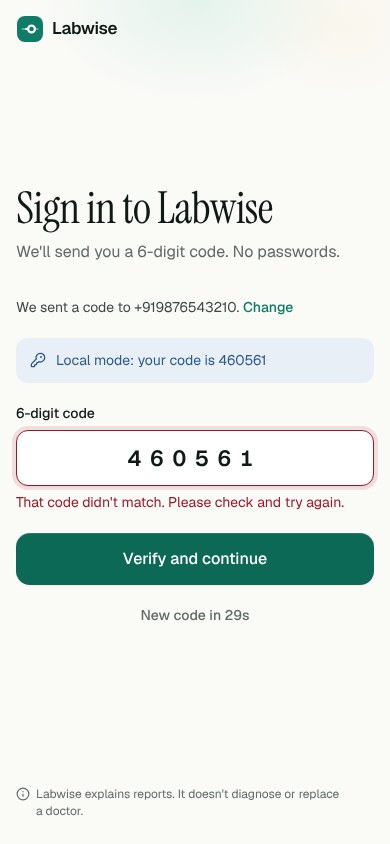 Labwise
Sign in to Labwise
We'll send you a 6-digit code. No passwords.
We sent a code to +919876543210. Change
Local mode: your code is 460561
6-digit code
460561
That code didn't match. Please check and try again.
Verify and continue
New code in 29s
Labwise explains reports. It doesn't diagnose or replace
a doctor.